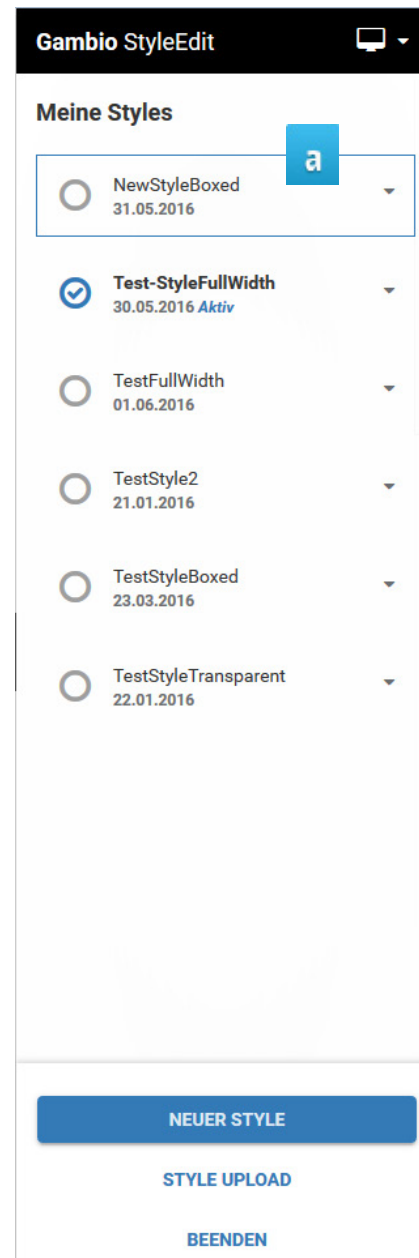 Gambio StyleEdit
Meine Styles
a
NewStyleBoxed
31.05.2016
Test-StyleFullWidth
30.05.2016 Aktiv
TestFullWidth
01.06.2016
TestStyle2
21.01.2016
TestStyleBoxed
23.03.2016
TestStyleTransparent
22.01.2016
NEUER STYLE
STYLE UPLOAD
BEENDEN